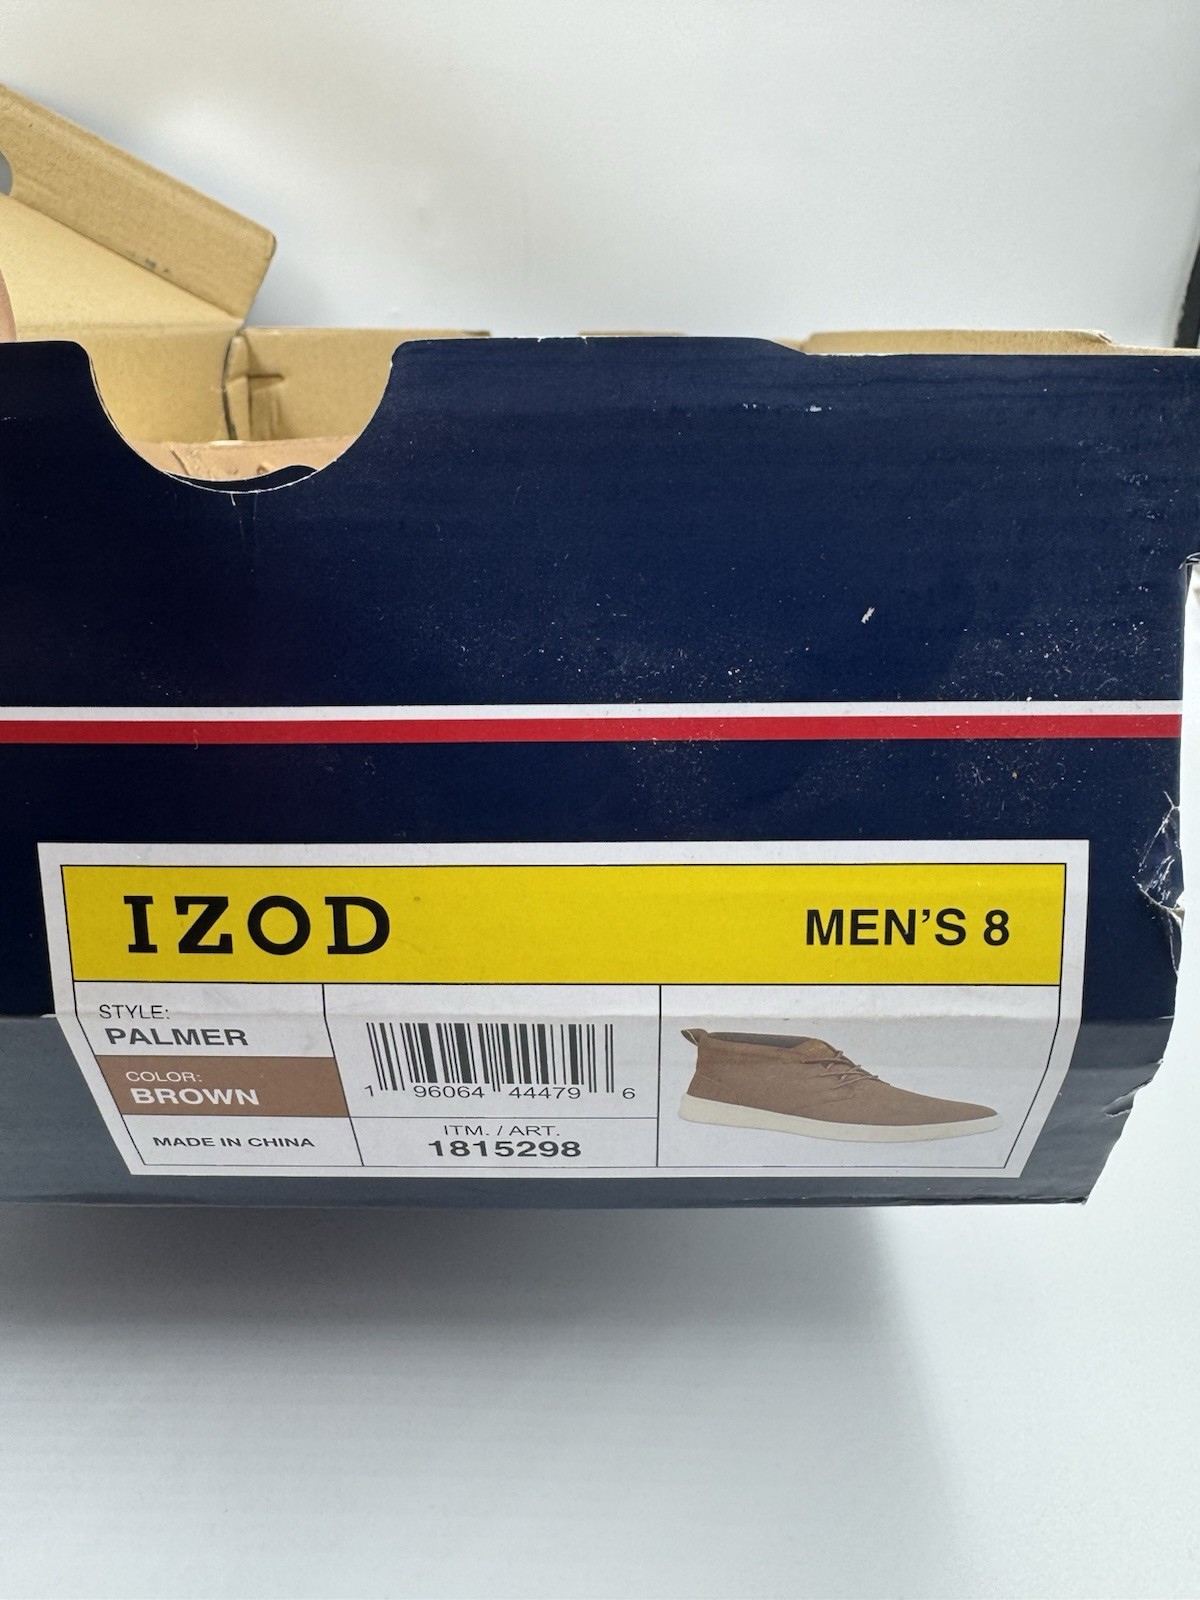 IZOD
MEN'S 8
STYLE:
PALMER
COLOR:
BROWN
MADE IN CHINA
1 96064 44479 6
ITM. / ART.
1815298